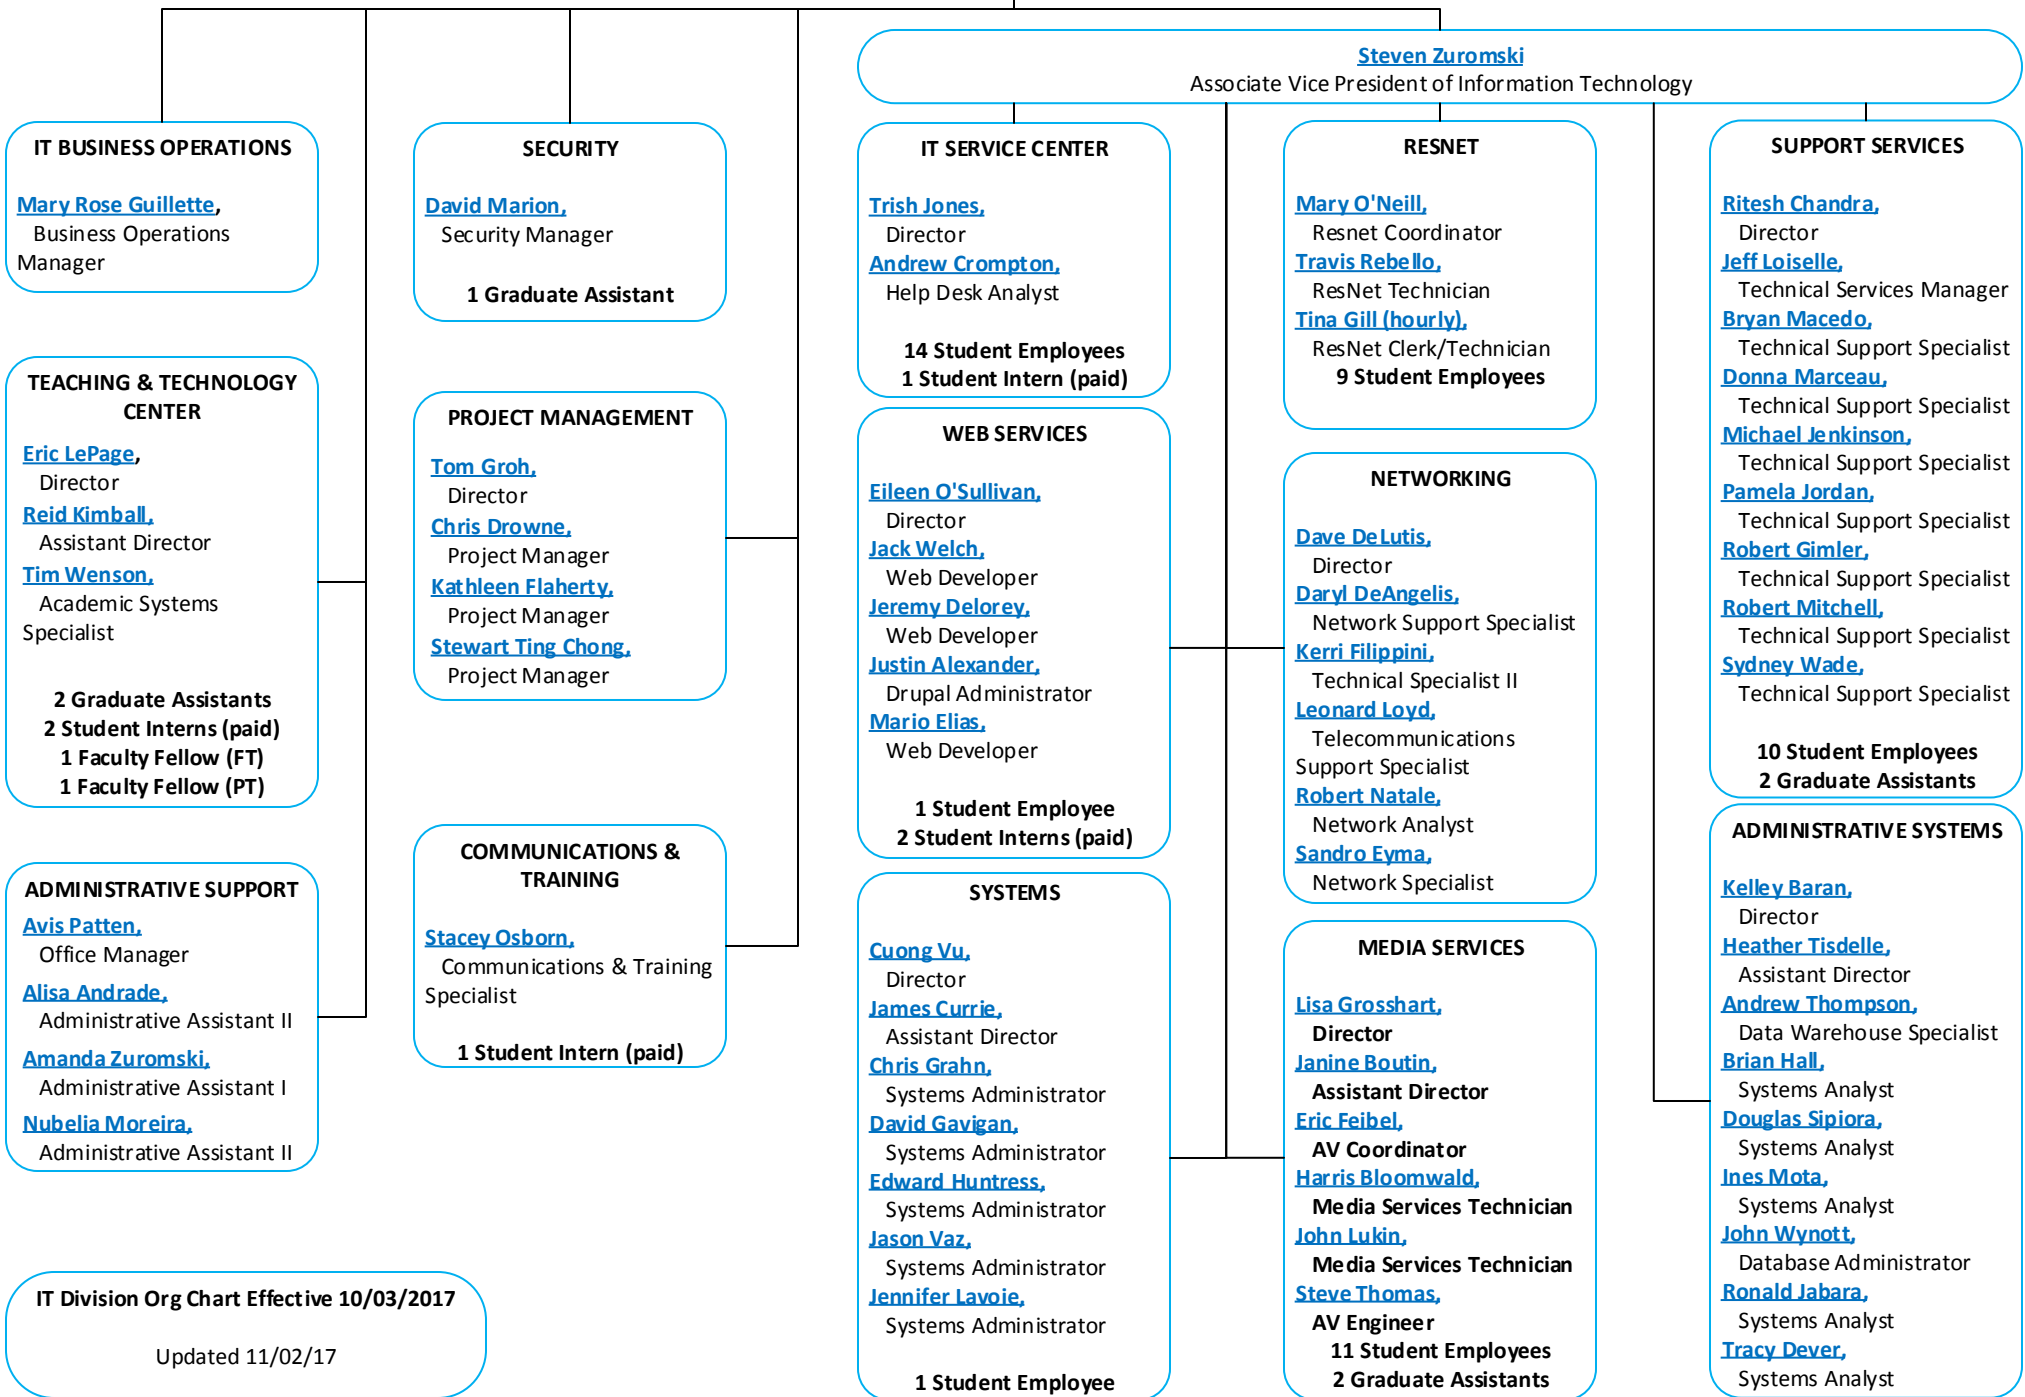 Steven Zuromski
Associate Vice President of Information Technology
IT BUSINESS OPERATIONS
Mary Rose Guillette,
Business Operations
Manager
TEACHING & TECHNOLOGY
CENTER
Eric LePage,
Director
Reid Kimball,
Assistant Director
Tim Wenson,
Academic Systems
Specialist
2 Graduate Assistants
2 Student Interns (paid)
1 Faculty Fellow (FT)
1 Faculty Fellow (PT)
ADMINISTRATIVE SUPPORT
Avis Patten,
Office Manager
Alisa Andrade,
Administrative Assistant II
Amanda Zuromski,
Administrative Assistant I
Nubelia Moreira,
Administrative Assistant II
IT Division Org Chart Effective 10/03/2017
Updated 11/02/17
SECURITY
David Marion,
Security Manager
1 Graduate Assistant
PROJECT MANAGEMENT
Tom Groh,
Director
Chris Drowne,
Project Manager
Kathleen Flaherty,
Project Manager
Stewart Ting Chong,
Project Manager
COMMUNICATIONS &
TRAINING
Stacey Osborn,
Communications & Training
Specialist
1 Student Intern (paid)
IT SERVICE CENTER
Trish Jones,
Director
Andrew Crompton,
Help Desk Analyst
14 Student Employees
1 Student Intern (paid)
WEB SERVICES
Eileen O'Sullivan,
Director
Jack Welch,
Web Developer
Jeremy Delorey,
Web Developer
Justin Alexander,
Drupal Administrator
Mario Elias,
Web Developer
1 Student Employee
2 Student Interns (paid)
SYSTEMS
Cuong Vu,
Director
James Currie,
Assistant Director
Chris Grahn,
Systems Administrator
David Gavigan,
Systems Administrator
Edward Huntress,
Systems Administrator
Jason Vaz,
Systems Administrator
Jennifer Lavoie,
Systems Administrator
1 Student Employee
RESNET
Mary O'Neill,
Resnet Coordinator
Travis Rebello,
ResNet Technician
Tina Gill (hourly),
ResNet Clerk/Technician
9 Student Employees
NETWORKING
Dave DeLutis,
Director
Daryl DeAngelis,
Network Support Specialist
Kerri Filippini,
Technical Specialist II
Leonard Loyd,
Telecommunications
Support Specialist
Robert Natale,
Network Analyst
Sandro Eyma,
Network Specialist
MEDIA SERVICES
Lisa Grosshart,
Director
Janine Boutin,
Assistant Director
Eric Feibel,
AV Coordinator
Harris Bloomwald,
Media Services Technician
John Lukin,
Media Services Technician
Steve Thomas,
AV Engineer
11 Student Employees
2 Graduate Assistants
SUPPORT SERVICES
Ritesh Chandra,
Director
Jeff Loiselle,
Technical Services Manager
Bryan Macedo,
Technical Support Specialist
Donna Marceau,
Technical Support Specialist
Michael Jenkinson,
Technical Support Specialist
Pamela Jordan,
Technical Support Specialist
Robert Gimler,
Technical Support Specialist
Robert Mitchell,
Technical Support Specialist
Sydney Wade,
Technical Support Specialist
10 Student Employees
2 Graduate Assistants
ADMINISTRATIVE SYSTEMS
Kelley Baran,
Director
Heather Tisdelle,
Assistant Director
Andrew Thompson,
Data Warehouse Specialist
Brian Hall,
Systems Analyst
Douglas Sipiora,
Systems Analyst
Ines Mota,
Systems Analyst
John Wynott,
Database Administrator
Ronald Jabara,
Systems Analyst
Tracy Dever,
Systems Analyst